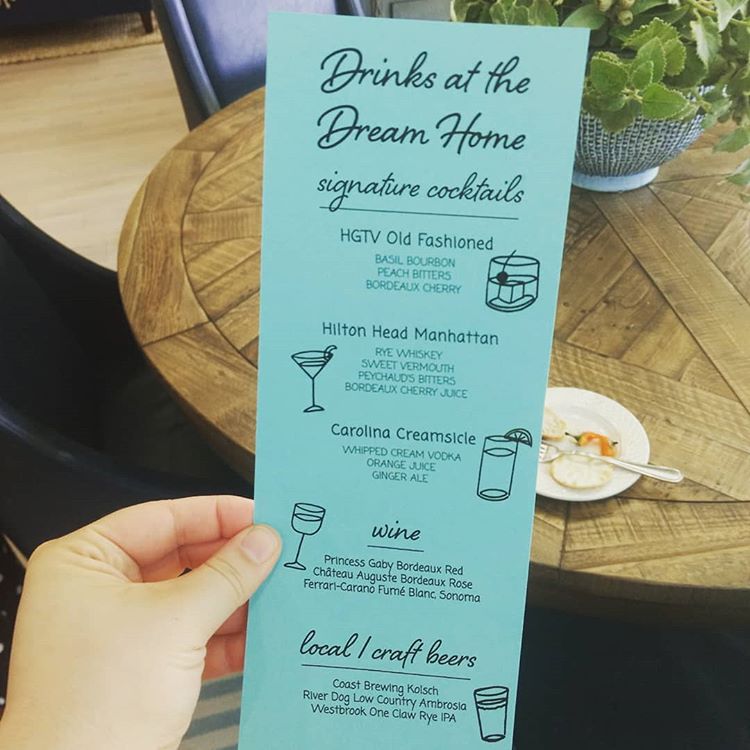 Drinks at the
Dream Home
signature cocktails
HGTV Old Fashioned
BASIL BOURBON
PEACH BITTERS
BORDEAUX CHERRY
Hilton Head Manhattan
RYE WHISKEY
SWEET VERMOUTH
PEYCHAUD'S BITTERS
BORDEAUX CHERRY JUICE
Carolina Creamsicle
WHIPPED CREAM VODKA
ORANGE JUICE
GINGER ALE
wine
Princess Gaby Bordeaux Red
Château Auguste Bordeaux Rose
Ferrari-Carano Fumé Blanc, Sonoma
local / craft beers
Coast Brewing Kolsch
River Dog Low Country Ambrosia
Westbrook One Claw Rye IPA